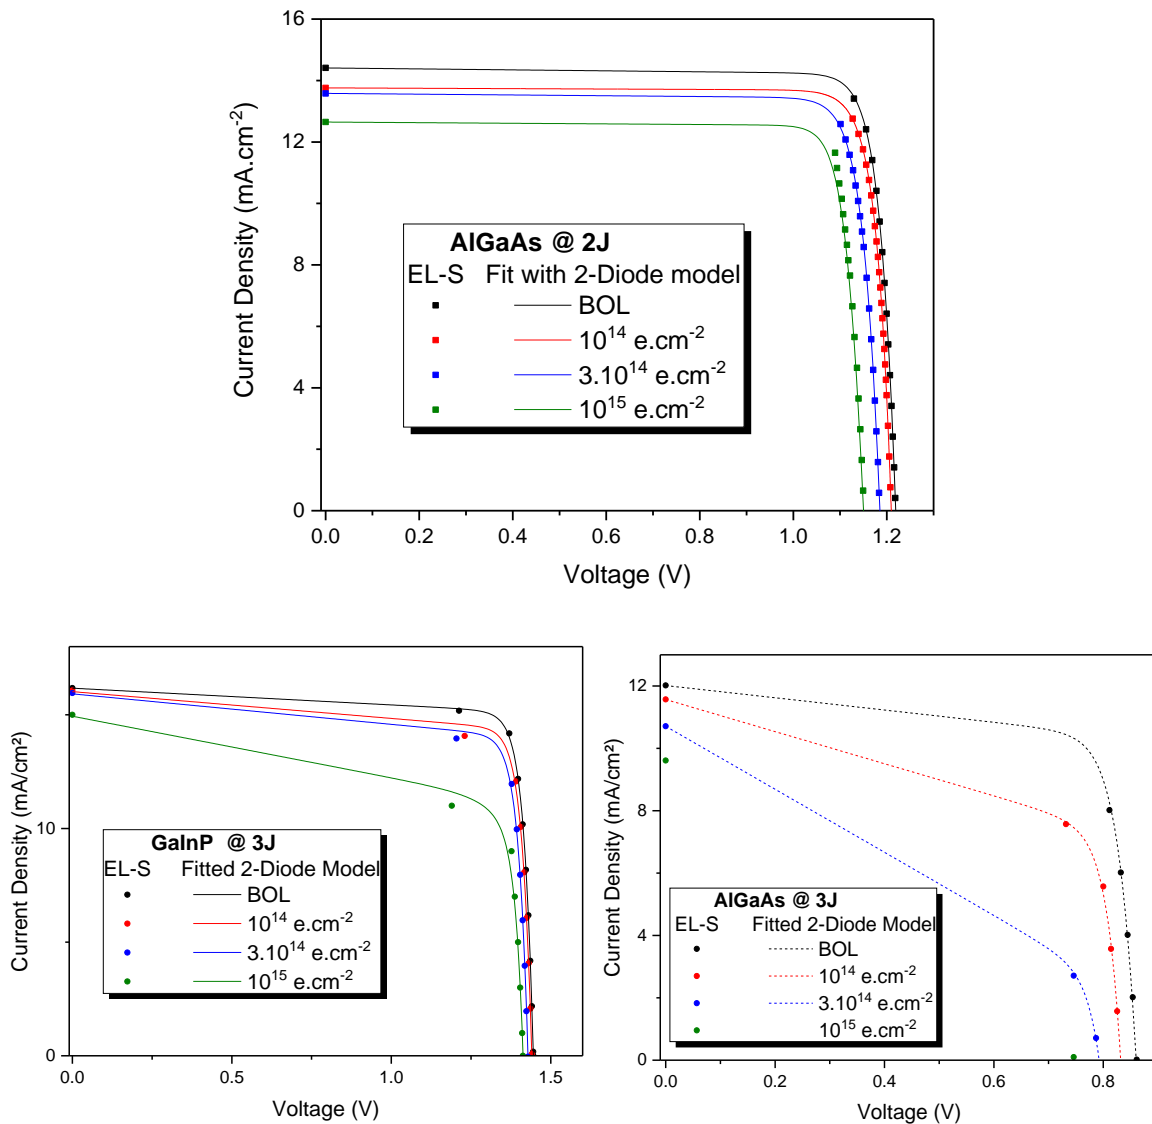 16
12
8
4
0
Current Density (mA.cm⁻²)
AlGaAs @ 2J
EL-S Fit with 2-Diode model
BOL
10¹⁴ e.cm⁻²
3.10¹⁴ e.cm⁻²
10¹⁵ e.cm⁻²
0.0 0.2 0.4 0.6 0.8 1.0 1.2
Voltage (V)
10
0
Current Density (mA/cm²)
GaInP @ 3J
EL-S Fitted 2-Diode Model
BOL
10¹⁴ e.cm⁻²
3.10¹⁴ e.cm⁻²
10¹⁵ e.cm⁻²
0.0 0.5 1.0 1.5
Voltage (V)
12
8
4
0
Current Density (mA/cm²)
AlGaAs @ 3J
EL-S Fitted 2-Diode Model
BOL
10¹⁴ e.cm⁻²
3.10¹⁴ e.cm⁻²
10¹⁵ e.cm⁻²
0.0 0.2 0.4 0.6 0.8
Voltage (V)